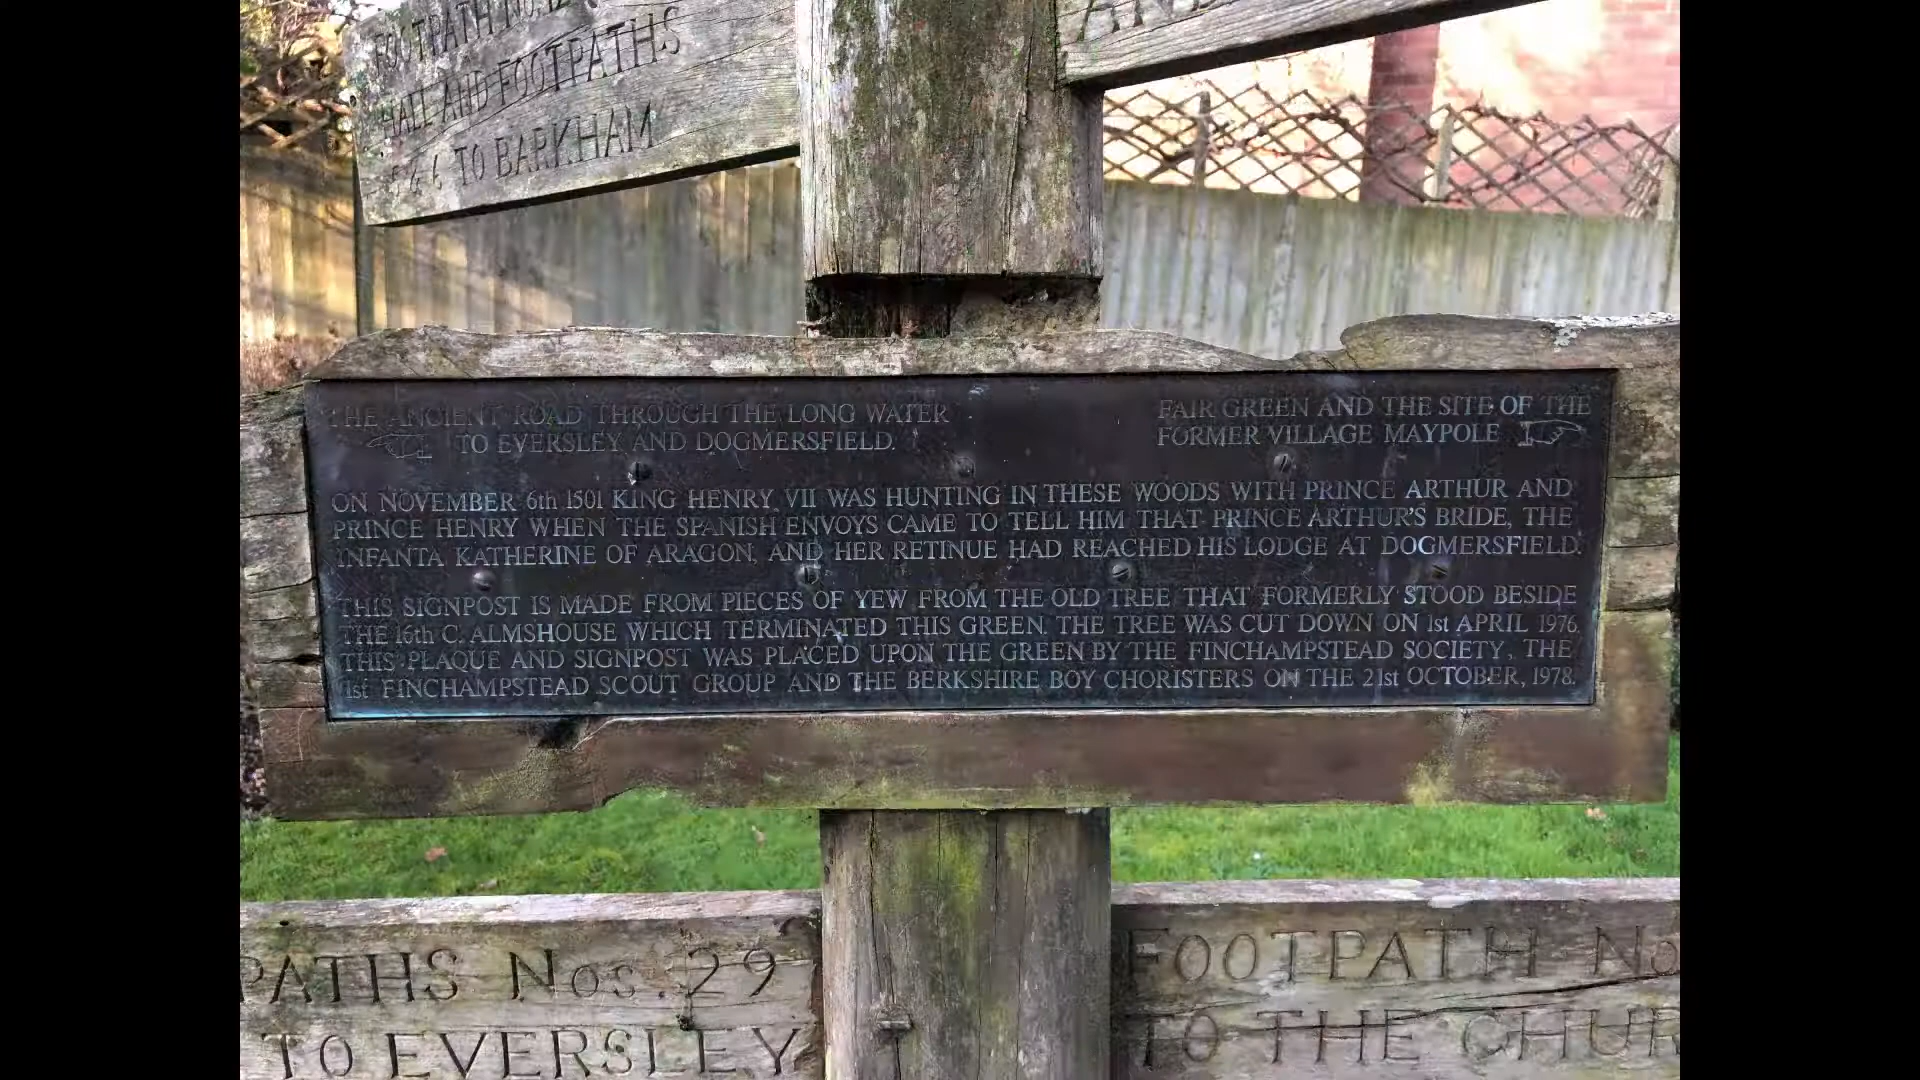 FOOTPATH
HALL AND FOOTPATHS
& 6 TO BARKHAM
THE ANCIENT ROAD THROUGH THE LONG WATER
TO EVERSLEY AND DOGMERSFIELD.
FAIR GREEN AND THE SITE OF THE
FORMER VILLAGE MAYPOLE
ON NOVEMBER 6th 1501 KING HENRY VII WAS HUNTING IN THESE WOODS WITH PRINCE ARTHUR AND
PRINCE HENRY WHEN THE SPANISH ENVOYS CAME TO TELL HIM THAT PRINCE ARTHUR'S BRIDE, THE
INFANTA KATHERINE OF ARAGON, AND HER RETINUE HAD REACHED HIS LODGE AT DOGMERSFIELD.
THIS SIGNPOST IS MADE FROM PIECES OF YEW FROM THE OLD TREE THAT FORMERLY STOOD BESIDE
THE 16th C. ALMSHOUSE WHICH TERMINATED THIS GREEN. THE TREE WAS CUT DOWN ON 1st APRIL 1976.
THIS PLAQUE AND SIGNPOST WAS PLACED UPON THE GREEN BY THE FINCHAMPSTEAD SOCIETY, THE
1st FINCHAMPSTEAD SCOUT GROUP AND THE BERKSHIRE BOY CHORISTERS ON THE 21st OCTOBER, 1978.
PATHS Nos. 29
TO EVERSLEY
FOOTPATH No
TO THE CHUR